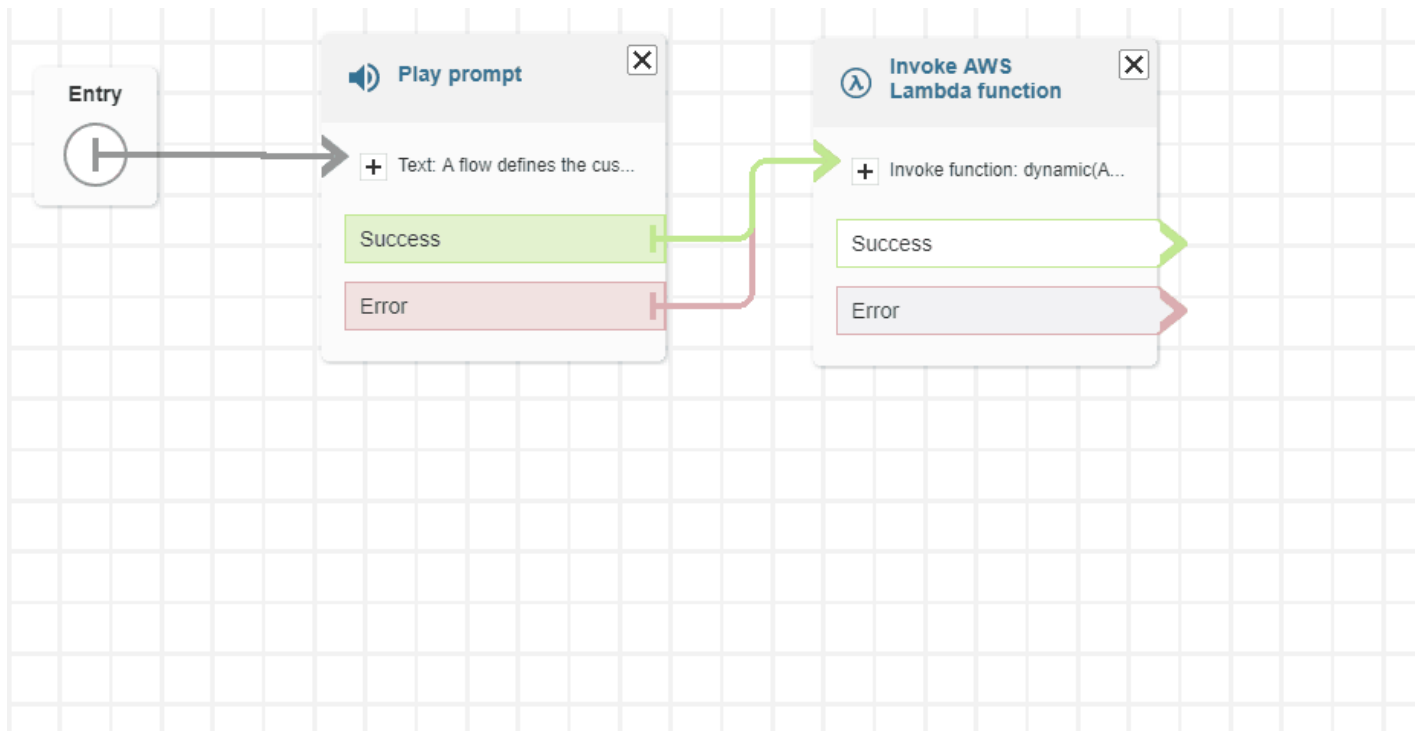 Entry
Play prompt
Text: A flow defines the cus...
Success
Error
Invoke AWS
Lambda function
Invoke function: dynamic(A...
Success
Error